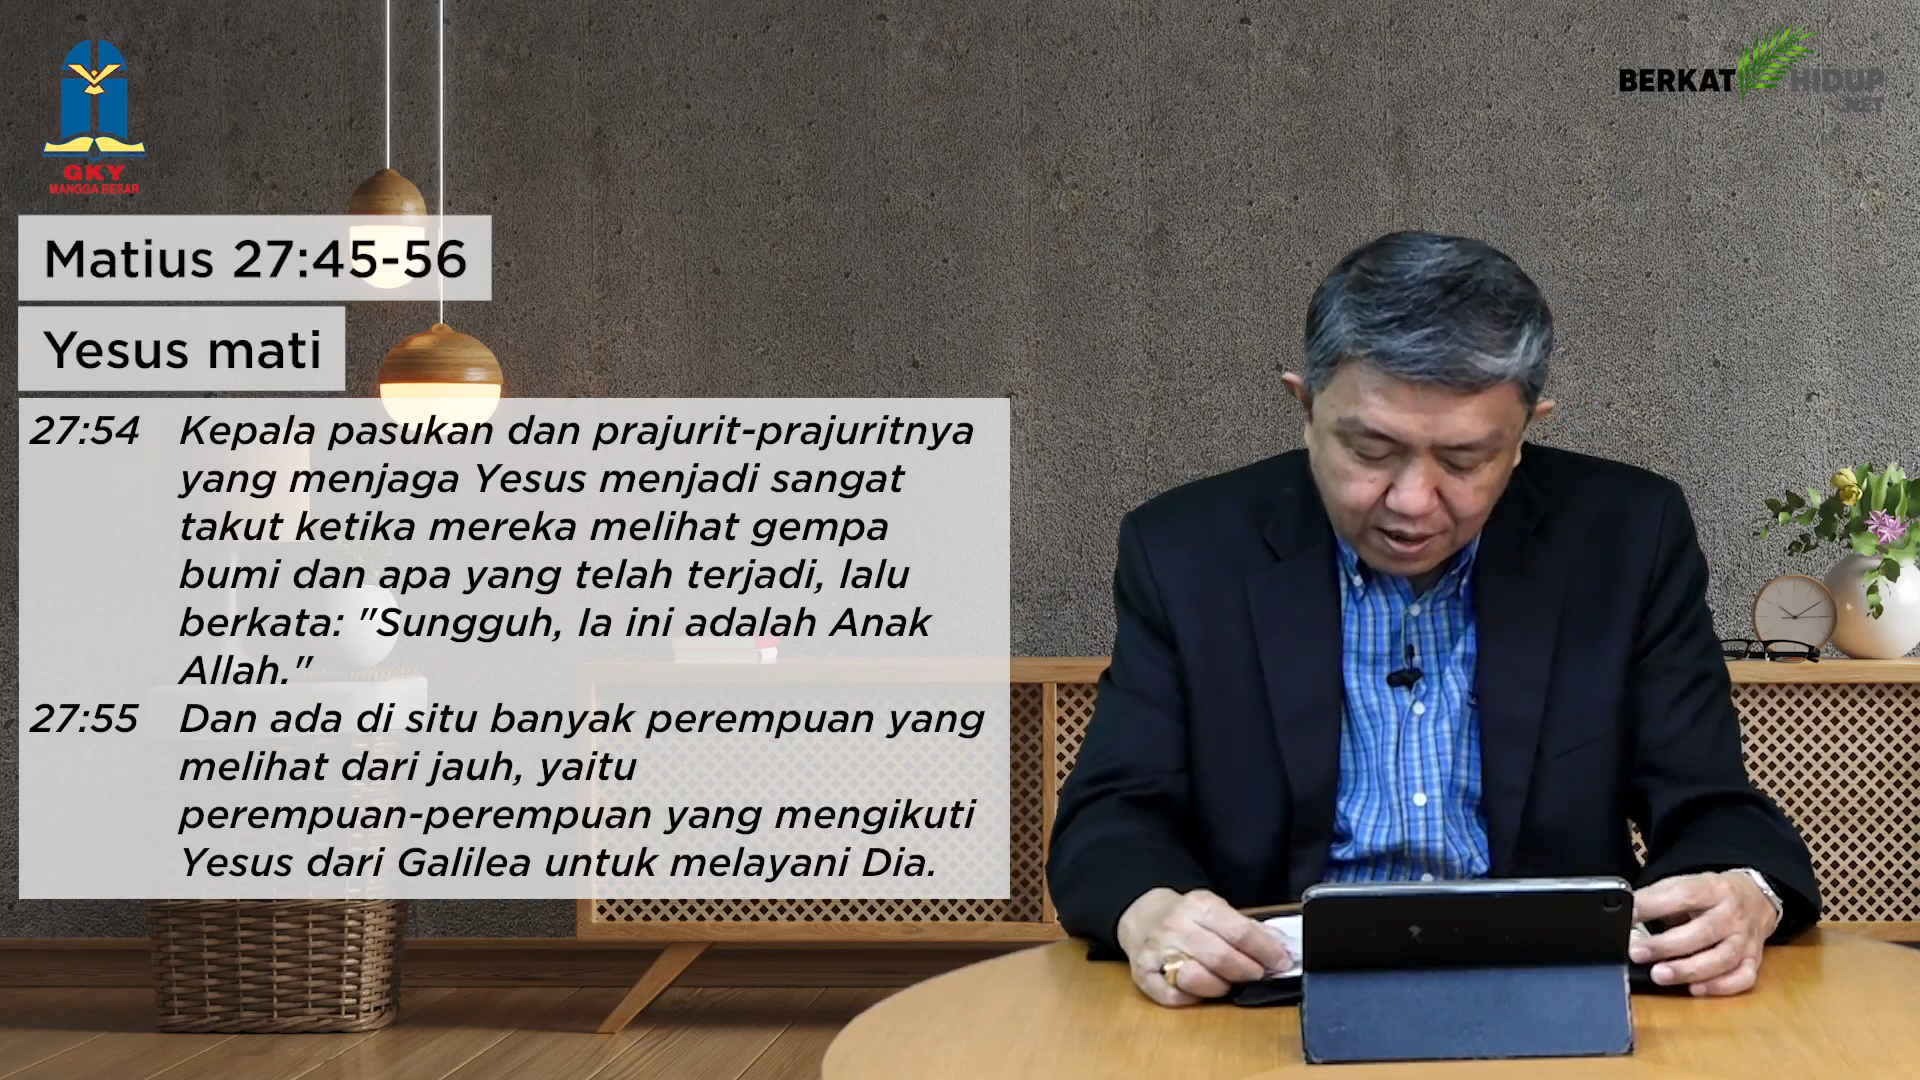 GKY
MANGGA BESAR
BERKAT HIDUP
.NET
Matius 27:45-56
Yesus mati
27:54 Kepala pasukan dan prajurit-prajuritnya
yang menjaga Yesus menjadi sangat
takut ketika mereka melihat gempa
bumi dan apa yang telah terjadi, lalu
berkata: "Sungguh, Ia ini adalah Anak
Allah."
27:55 Dan ada di situ banyak perempuan yang
melihat dari jauh, yaitu
perempuan-perempuan yang mengikuti
Yesus dari Galilea untuk melayani Dia.